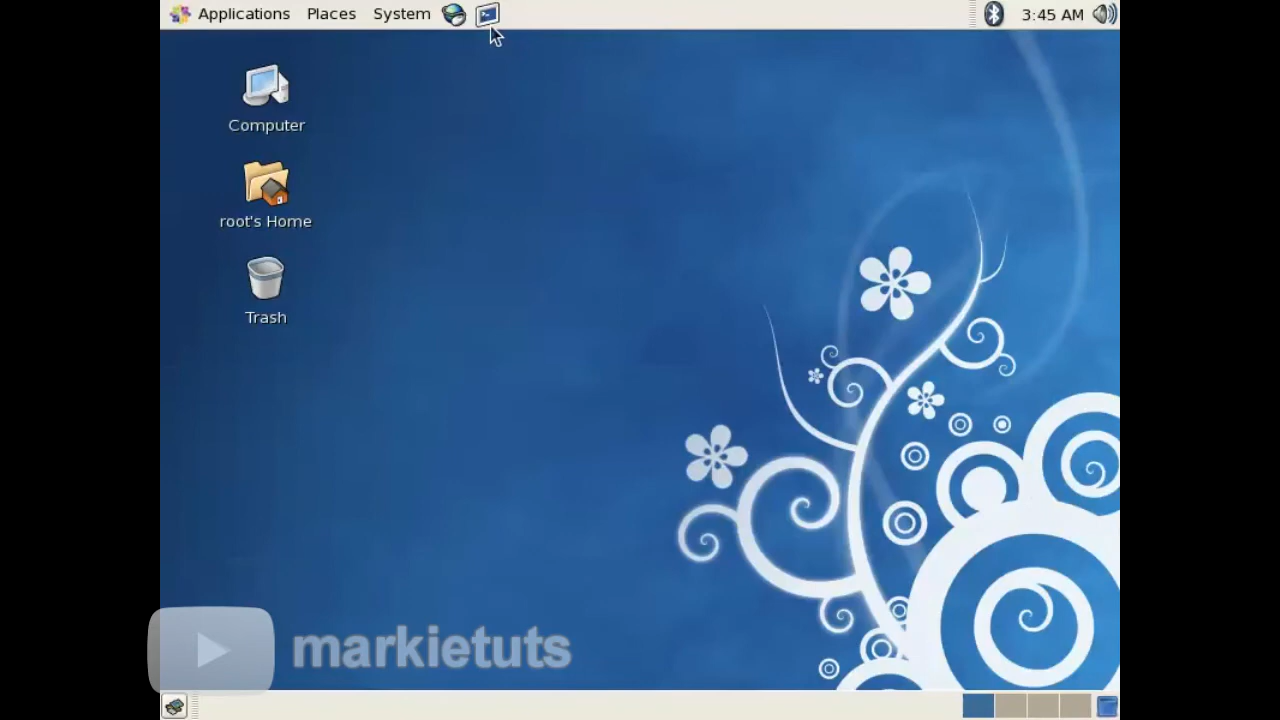 Applications Places System 3:45 AM
Computer
root's Home
Trash
markietuts